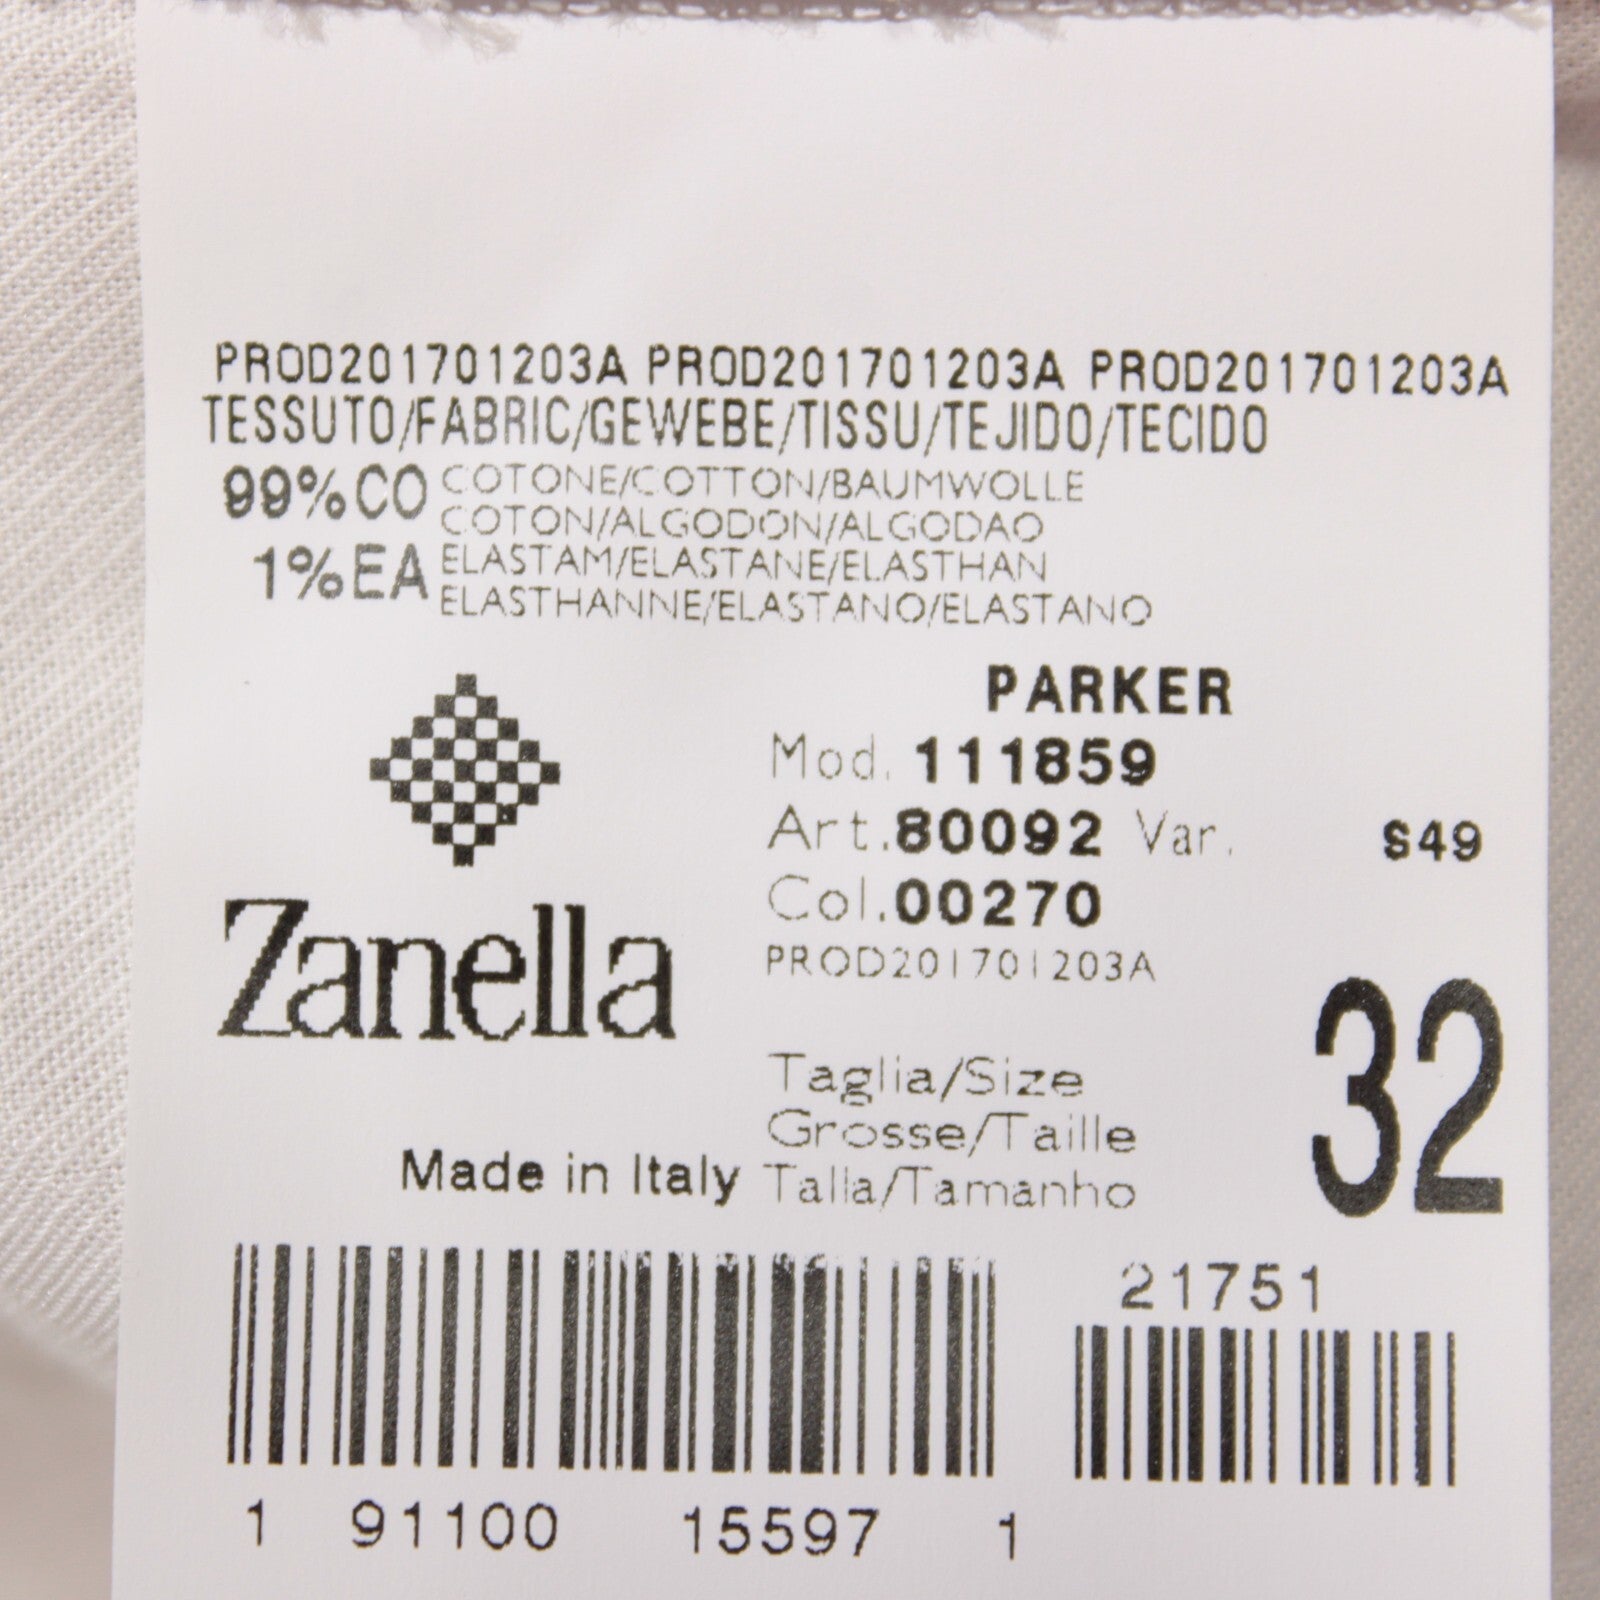 PROD201701203A PROD201701203A PROD201701203A
TESSUTO/FABRIC/GEWEBE/TISSU/TEJIDO/TECIDO
99%CO COTONE/COTTON/BAUMWOLLE
COTON/ALGODON/ALGODAO
1%EA ELASTAM/ELASTANE/ELASTHAN
ELASTHANNE/ELASTANO/ELASTANO
PARKER
Mod. 111859
Art.80092 Var. S49
Col.00270
PROD201701203A
Zanella
Taglia/Size
Grosse/Taille
Talla/Tamanho
32
Made in Italy
21751
1 91100 15597 1